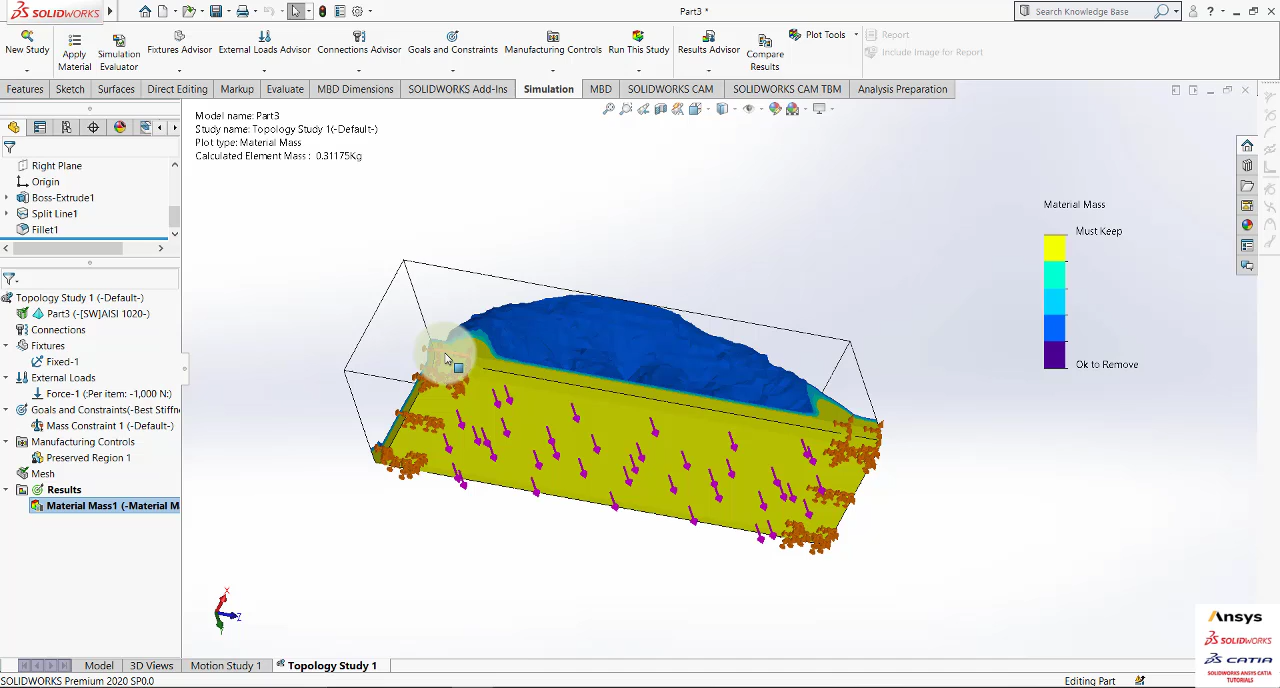 SOLIDWORKS
Part3 *
Search Knowledge Base
?
New Study
Apply
Material
Simulation
Evaluator
Fixtures Advisor
External Loads Advisor
Connections Advisor
Goals and Constraints
Manufacturing Controls
Run This Study
Results Advisor
Compare
Results
Plot Tools
Report
Include Image for Report
Features
Sketch
Surfaces
Direct Editing
Markup
Evaluate
MBD Dimensions
SOLIDWORKS Add-Ins
Simulation
MBD
SOLIDWORKS CAM
SOLIDWORKS CAM TBM
Analysis Preparation
Right Plane
Origin
Boss-Extrude1
Split Line1
Fillet1
Topology Study 1 (-Default-)
Part3 (-[SW]AISI 1020-)
Connections
Fixtures
Fixed-1
External Loads
Force-1 (:Per item: -1,000 N:)
Goals and Constraints(-Best Stiffn
Mass Constraint 1 (-Default-)
Manufacturing Controls
Preserved Region 1
Mesh
Results
Material Mass1 (-Material M
Model name: Part3
Study name: Topology Study 1(-Default-)
Plot type: Material Mass
Calculated Element Mass : 0.31175Kg
Material Mass
Must Keep
Ok to Remove
X
Z
Y
Ansys
SOLIDWORKS
CATIA
SOLIDWORKS ANSYS CATIA
TUTORIALS
Model
3D Views
Motion Study 1
Topology Study 1
SOLIDWORKS Premium 2020 SP0.0
Editing Part